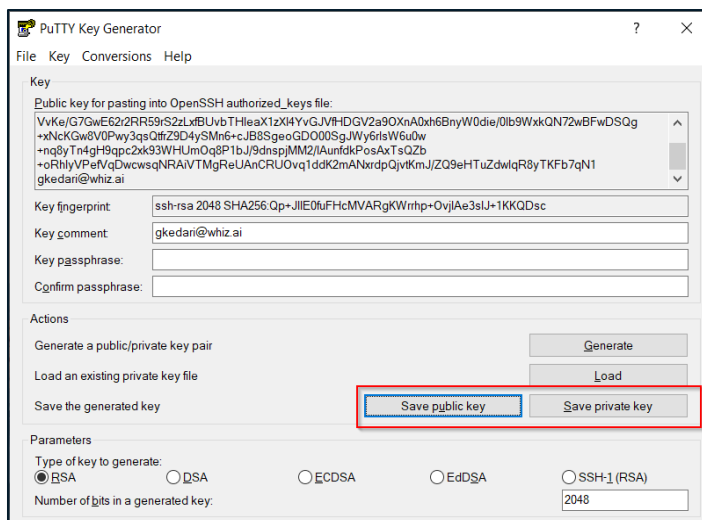 PuTTY Key Generator
? ×
File Key Conversions Help
Key
Public key for pasting into OpenSSH authorized_keys file:
VvKe/G7GwE62r2RR59rS2zLxfBUvbTHIeaX1zXl4YvGJVfHDGV2a9OXnA0xh6BnyW0die/0Ib9WxkQN72wBFwDSQg
+xNcKGw8V0Pwy3qsQtfrZ9D4ySMn6+cJB8SgeoGDO00SgJWy6rlsW6u0w
+nq8yTn4gH9qpc2xk93WHUmOq8P1bJ/9dnspjMM2/lAunfdkPosAxTsQZb
+oRhlyVPefVqDwcwsqNRAiVTMgReUAnCRUOvq1ddK2mANxrdpQjvtKmJ/ZQ9eHTuZdwlqR8yTKFb7qN1
gkedari@whiz.ai
Key fingerprint: ssh-rsa 2048 SHA256:Qp+JIlE0fuFHcMVARgKWrrhp+OvjlAe3slJ+1KKQDsc
Key comment: gkedari@whiz.ai
Key passphrase:
Confirm passphrase:
Actions
Generate a public/private key pair Generate
Load an existing private key file Load
Save the generated key Save public key Save private key
Parameters
Type of key to generate:
RSA DSA ECDSA EdDSA SSH-1 (RSA)
Number of bits in a generated key: 2048